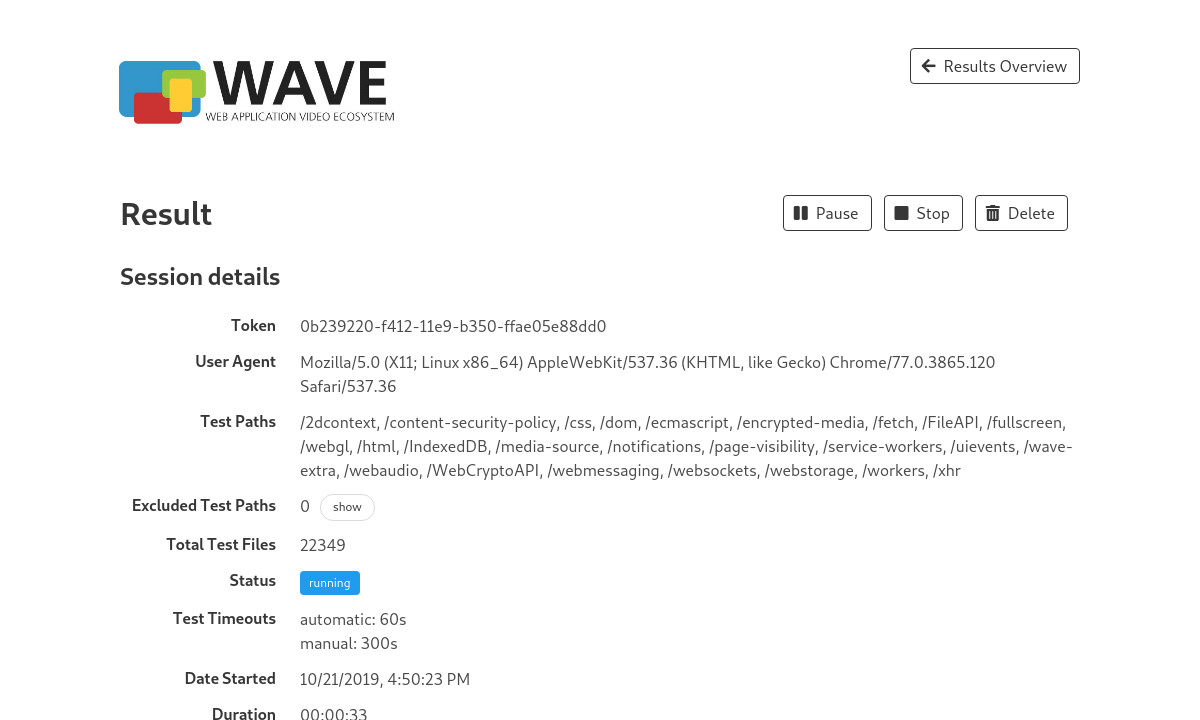 WAVE
WEB APPLICATION VIDEO ECOSYSTEM
Results Overview
Result
Pause
Stop
Delete
Session details
Token 0b239220-f412-11e9-b350-ffae05e88dd0
User Agent Mozilla/5.0 (X11; Linux x86_64) AppleWebKit/537.36 (KHTML, like Gecko) Chrome/77.0.3865.120
Safari/537.36
Test Paths /2dcontext, /content-security-policy, /css, /dom, /ecmascript, /encrypted-media, /fetch, /FileAPI, /fullscreen,
/webgl, /html, /IndexedDB, /media-source, /notifications, /page-visibility, /service-workers, /uievents, /wave-
extra, /webaudio, /WebCryptoAPI, /webmessaging, /websockets, /webstorage, /workers, /xhr
Excluded Test Paths 0 show
Total Test Files 22349
Status running
Test Timeouts automatic: 60s
manual: 300s
Date Started 10/21/2019, 4:50:23 PM
Duration 00:00:33